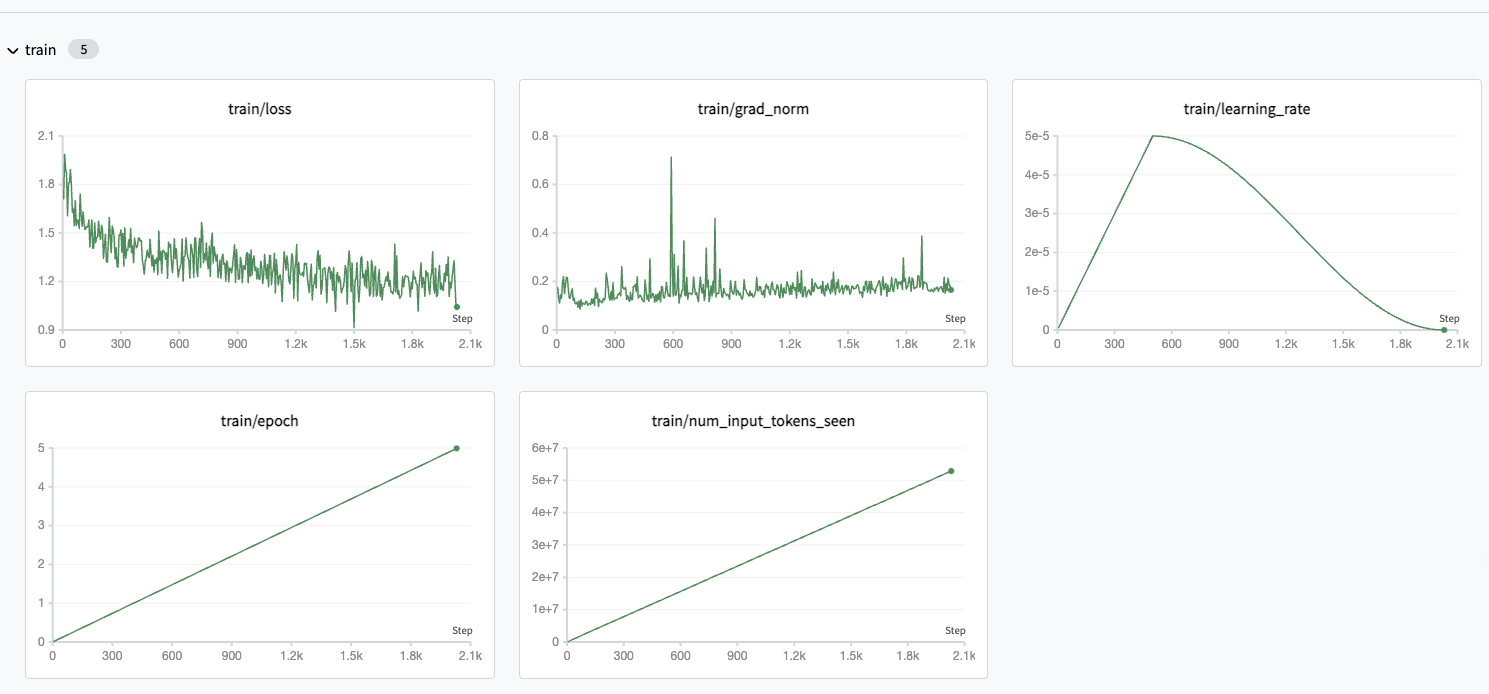 train 5
train/loss
2.1
1.8
1.5
1.2
0.9
Step
0 300 600 900 1.2k 1.5k 1.8k 2.1k
train/grad_norm
0.8
0.6
0.4
0.2
0
Step
0 300 600 900 1.2k 1.5k 1.8k 2.1k
train/learning_rate
5e-5
4e-5
3e-5
2e-5
1e-5
0
Step
0 300 600 900 1.2k 1.5k 1.8k 2.1k
train/epoch
5
4
3
2
1
0
Step
0 300 600 900 1.2k 1.5k 1.8k 2.1k
train/num_input_tokens_seen
6e+7
5e+7
4e+7
3e+7
2e+7
1e+7
0
Step
0 300 600 900 1.2k 1.5k 1.8k 2.1k